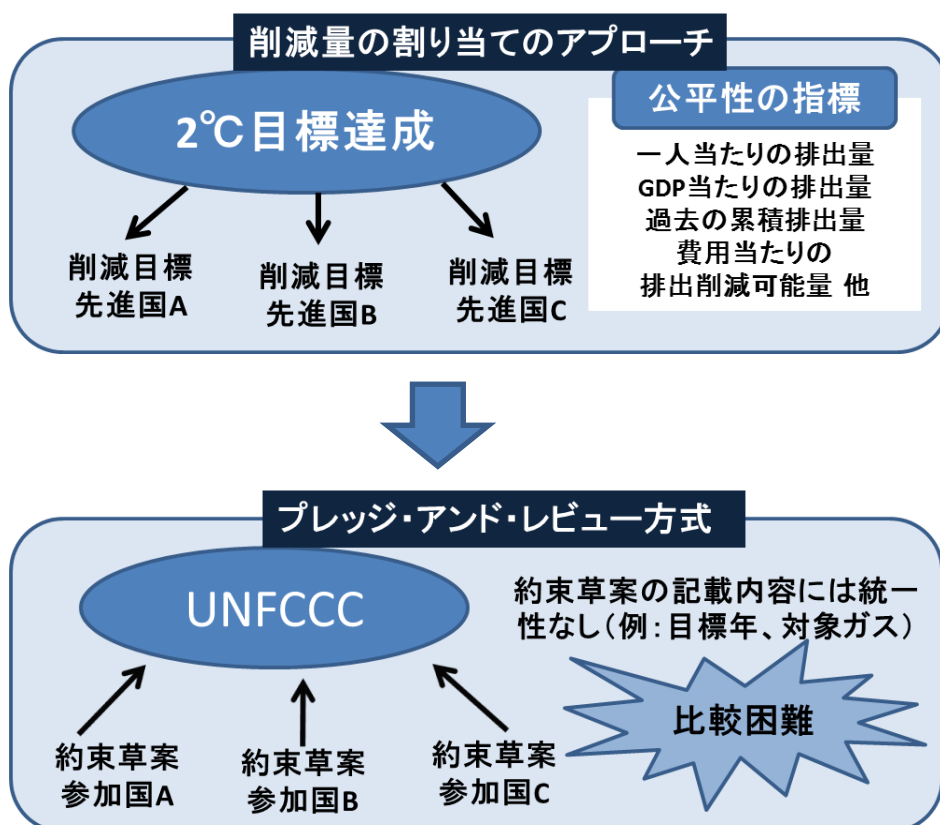 削減量の割り当てのアプローチ
2℃目標達成
公平性の指標
一人当たりの排出量
GDP当たりの排出量
過去の累積排出量
費用当たりの
排出削減可能量 他
削減目標
先進国A
削減目標
先進国B
削減目標
先進国C
プレッジ・アンド・レビュー方式
UNFCCC
約束草案の記載内容には統一
性なし(例：目標年、対象ガス)
比較困難
約束草案
参加国A
約束草案
参加国B
約束草案
参加国C